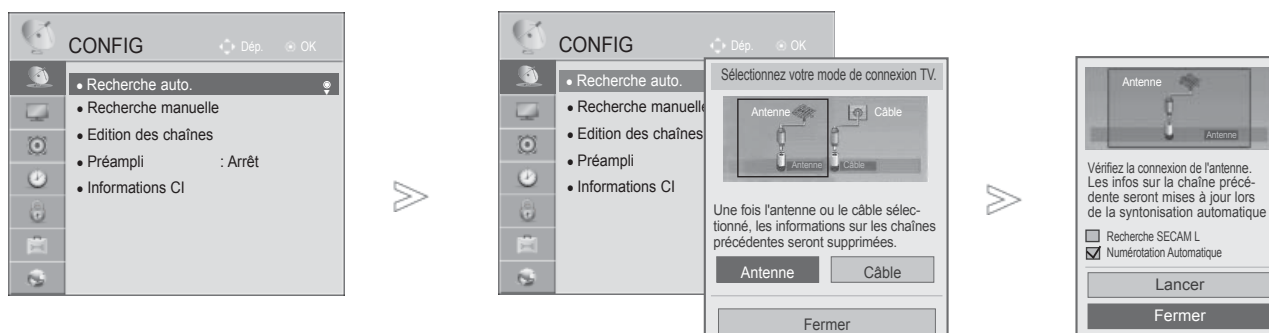 CONFIG
Dép. OK
• Recherche auto.
• Recherche manuelle
• Edition des chaînes
• Préampli : Arrêt
• Informations CI
CONFIG
Dép. OK
• Recherche auto.
• Recherche manuelle
• Edition des chaînes
• Préampli
• Informations CI
Sélectionnez votre mode de connexion TV.
Antenne Câble
Antenne Câble
Une fois l'antenne ou le câble sélec-
tionné, les informations sur les chaînes
précédentes seront supprimées.
Antenne Câble
Fermer
Antenne
Antenne
Vérifiez la connexion de l'antenne.
Les infos sur la chaîne précé-
dente seront mises à jour lors
de la syntonisation automatique
Recherche SECAM L
Numérotation Automatique
Lancer
Fermer